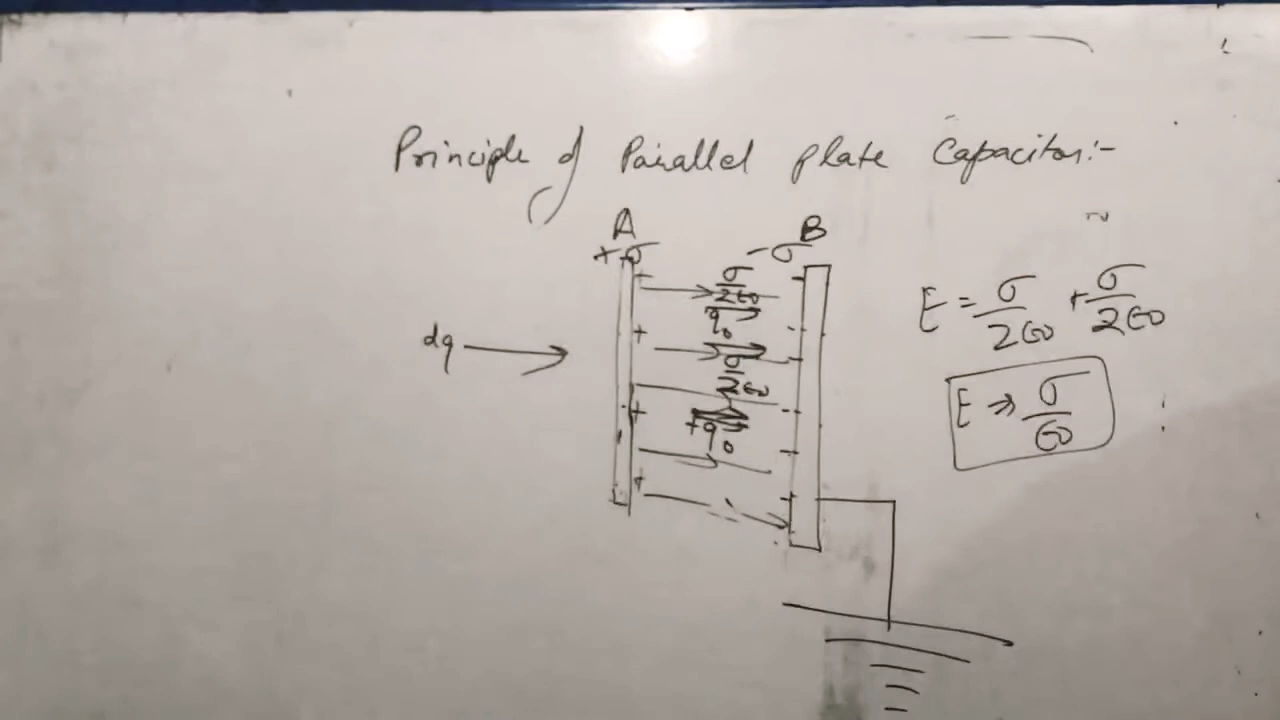 Principle of Parallel plate Capacitor:-
A B
+σ -σ
σ/2ε0
q0
dq
σ/2ε0
+q0
E = σ/2ε0 + σ/2ε0
E ⇒ σ/ε0